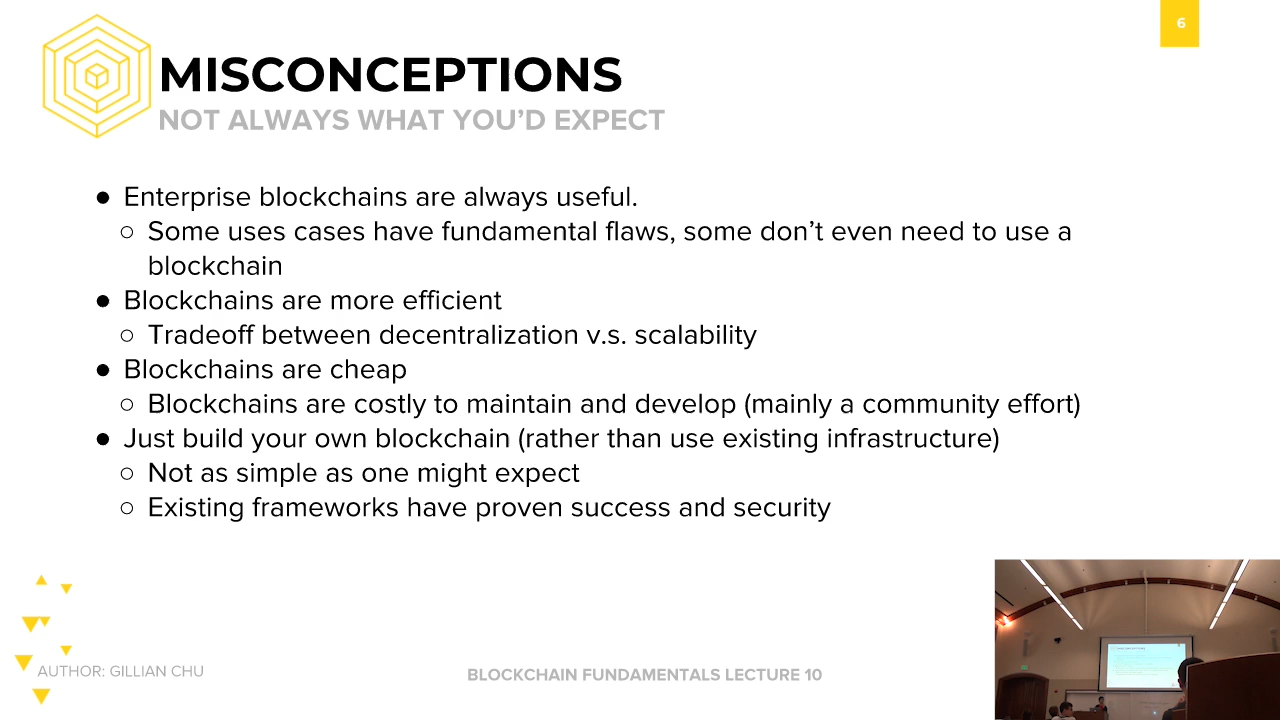 6
MISCONCEPTIONS
NOT ALWAYS WHAT YOU'D EXPECT
● Enterprise blockchains are always useful.
○ Some uses cases have fundamental flaws, some don't even need to use a
blockchain
● Blockchains are more efficient
○ Tradeoff between decentralization v.s. scalability
● Blockchains are cheap
○ Blockchains are costly to maintain and develop (mainly a community effort)
● Just build your own blockchain (rather than use existing infrastructure)
○ Not as simple as one might expect
○ Existing frameworks have proven success and security
AUTHOR: GILLIAN CHU
BLOCKCHAIN FUNDAMENTALS LECTURE 10